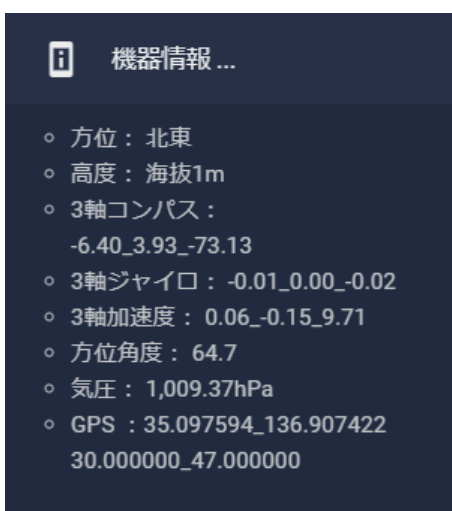 機器情報 ...
方位： 北東
高度： 海抜1m
3軸コンパス：
-6.40_3.93_-73.13
3軸ジャイロ： -0.01_0.00_-0.02
3軸加速度： 0.06_-0.15_9.71
方位角度： 64.7
気圧： 1,009.37hPa
GPS ：35.097594_136.907422
30.000000_47.000000